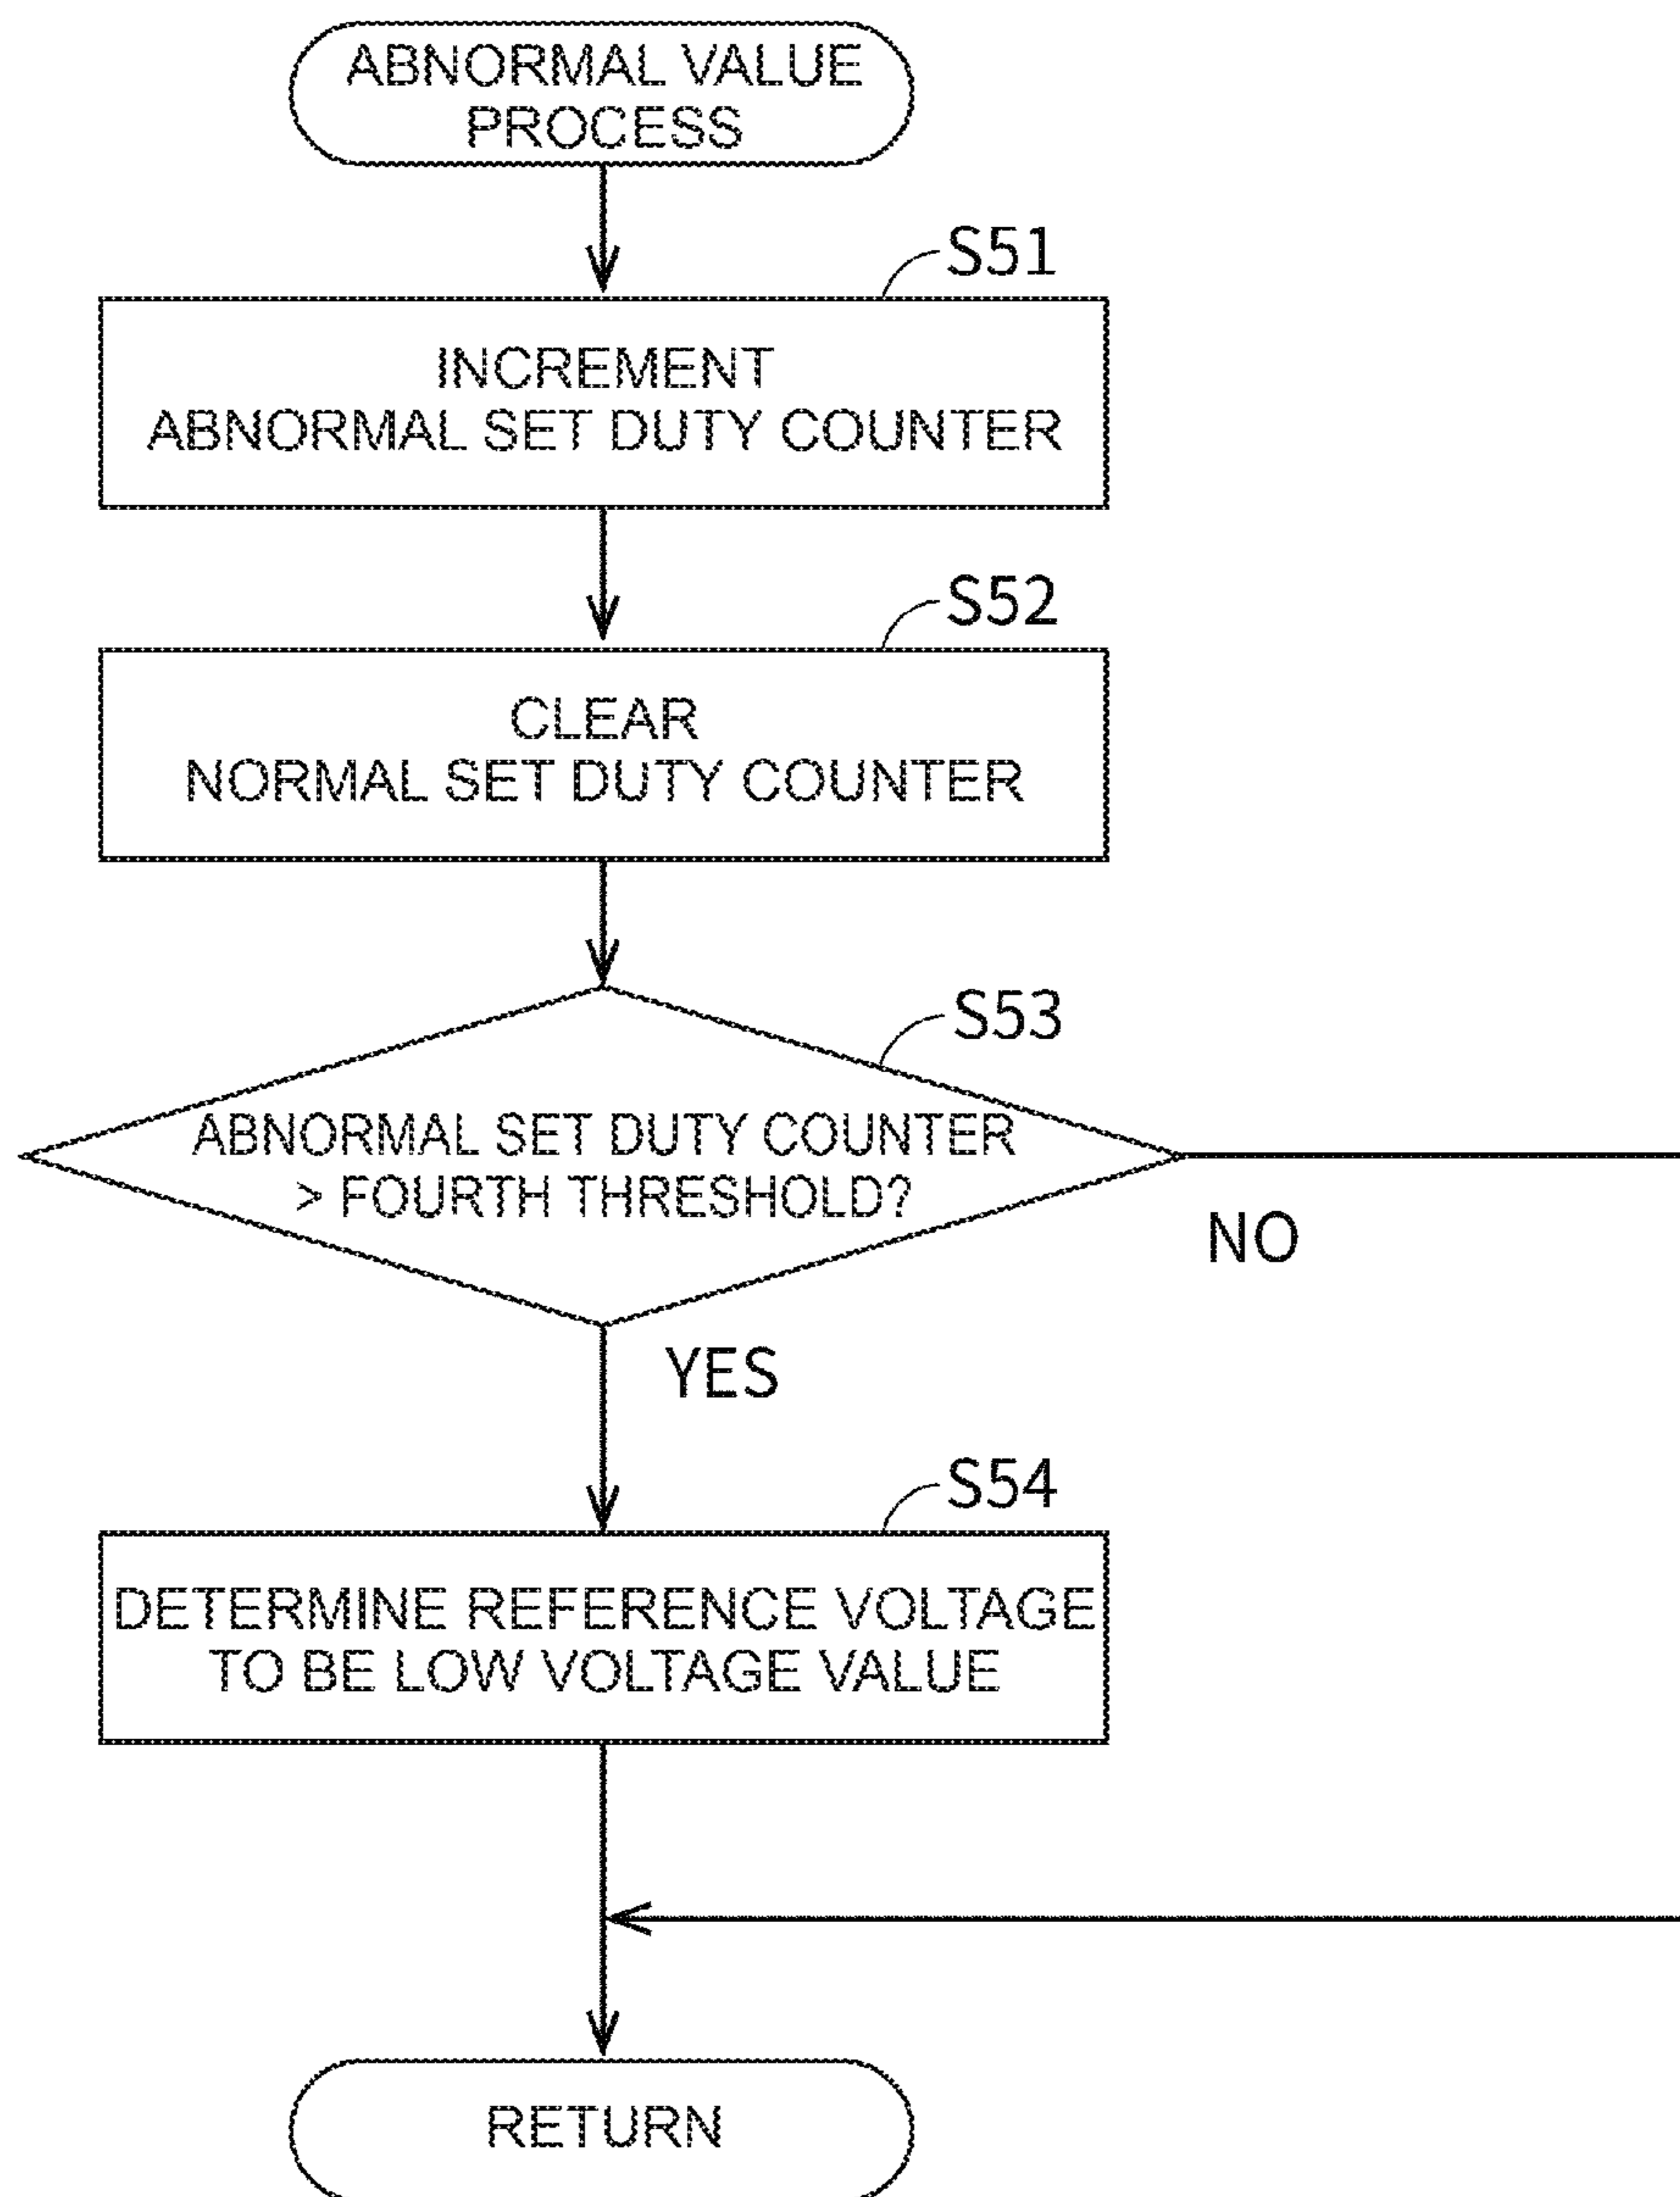 ABNORMAL VALUE
PROCESS
S51
INCREMENT
ABNORMAL SET DUTY COUNTER
S52
CLEAR
NORMAL SET DUTY COUNTER
S53
ABNORMAL SET DUTY COUNTER
> FOURTH THRESHOLD?
NO
YES
S54
DETERMINE REFERENCE VOLTAGE
TO BE LOW VOLTAGE VALUE
RETURN